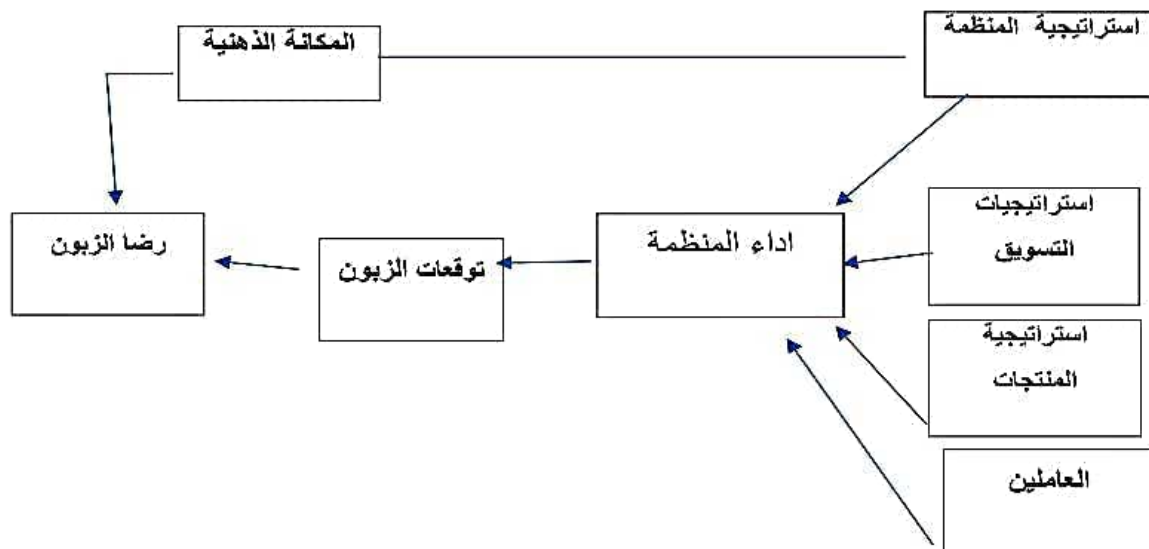 استراتيجية المنظمة
المكانة الذهنية
استراتيجيات
التسويق
اداء المنظمة
توقعات الزبون
رضا الزبون
استراتيجية
المنتجات
العاملين